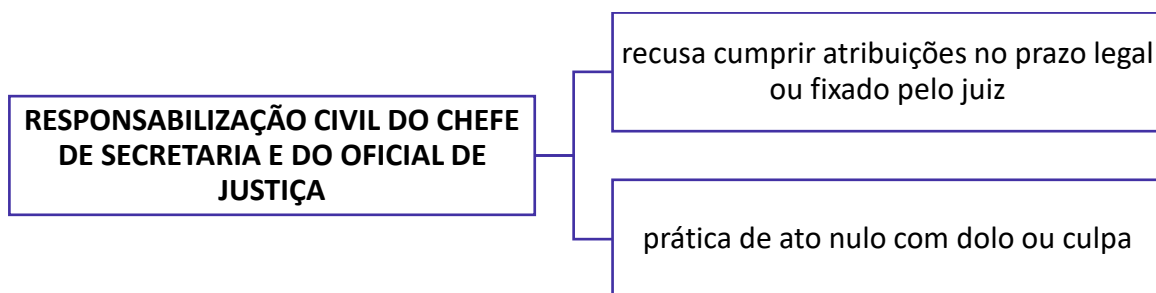 RESPONSABILIZAÇÃO CIVIL DO CHEFE
DE SECRETARIA E DO OFICIAL DE
JUSTIÇA
recusa cumprir atribuições no prazo legal
ou fixado pelo juiz
prática de ato nulo com dolo ou culpa